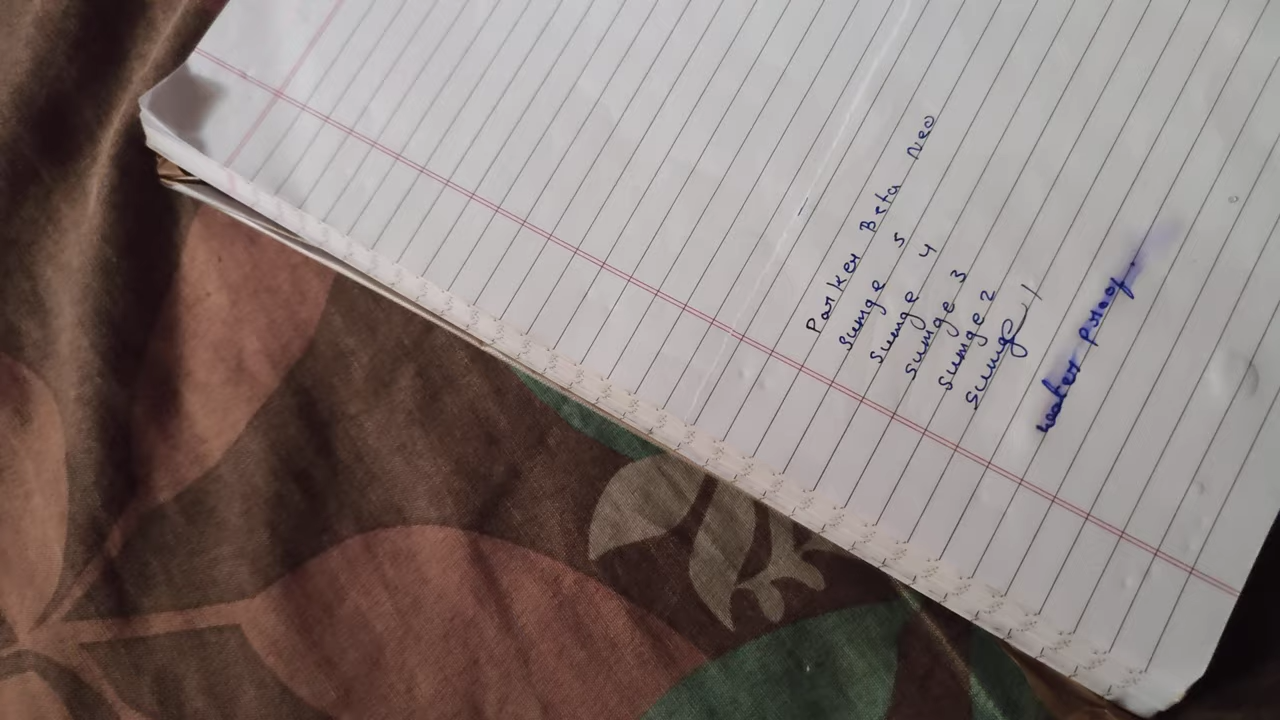 Parker Beta Neo
sumge 5
sumge 4
sumge 3
sumge 2
sumge 1
water proof.